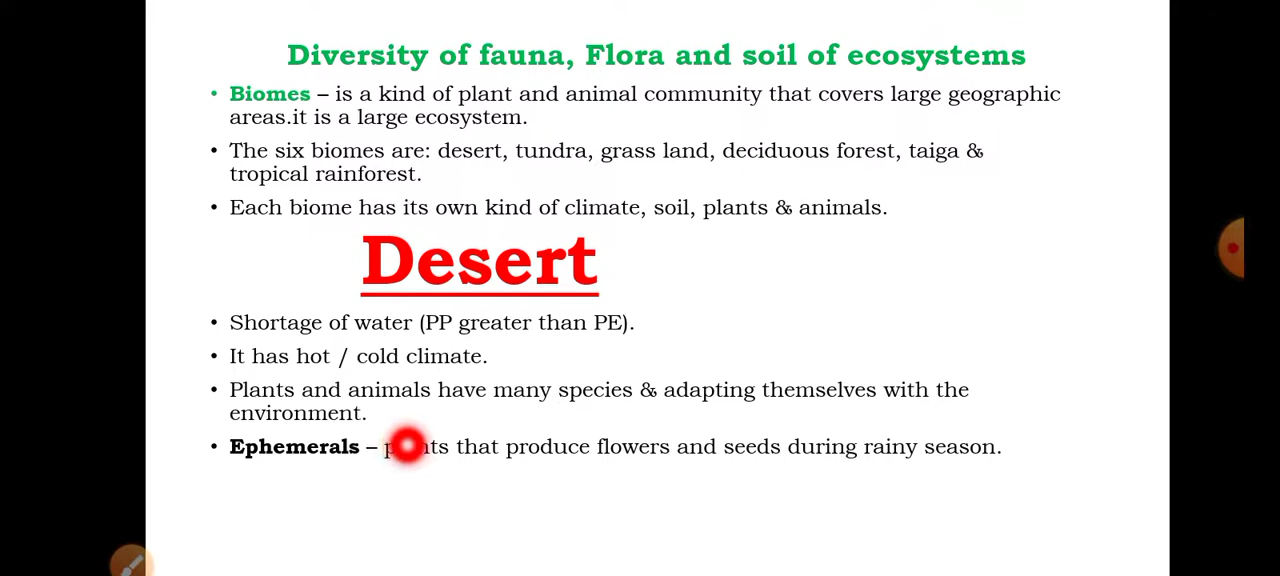 Diversity of fauna, Flora and soil of ecosystems
• Biomes – is a kind of plant and animal community that covers large geographic
areas.it is a large ecosystem.
• The six biomes are: desert, tundra, grass land, deciduous forest, taiga &
tropical rainforest.
• Each biome has its own kind of climate, soil, plants & animals.
Desert
• Shortage of water (PP greater than PE).
• It has hot / cold climate.
• Plants and animals have many species & adapting themselves with the
environment.
• Ephemerals – plants that produce flowers and seeds during rainy season.